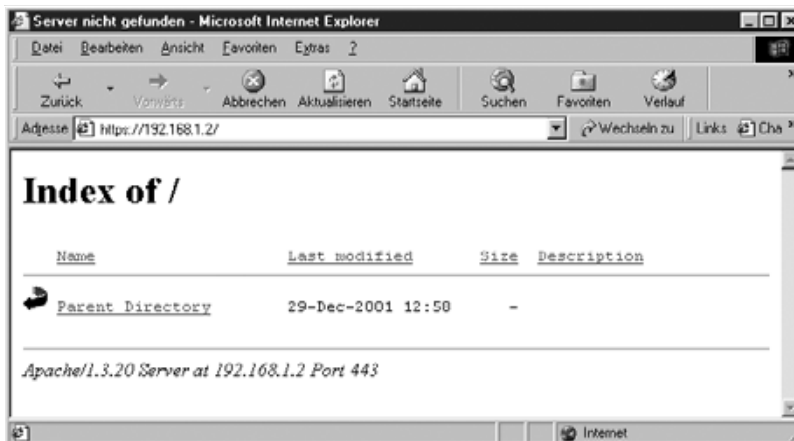 Server nicht gefunden - Microsoft Internet Explorer
Datei Bearbeiten Ansicht Favoriten Extras ?
Zurück Vorwärts Abbrechen Aktualisieren Startseite Suchen Favoriten Verlauf
Adresse https://192.168.1.2/ Wechseln zu Links Cha
Index of /
Name Last modified Size Description
Parent Directory 29-Dec-2001 12:50 -
Apache/1.3.20 Server at 192.168.1.2 Port 443
Internet